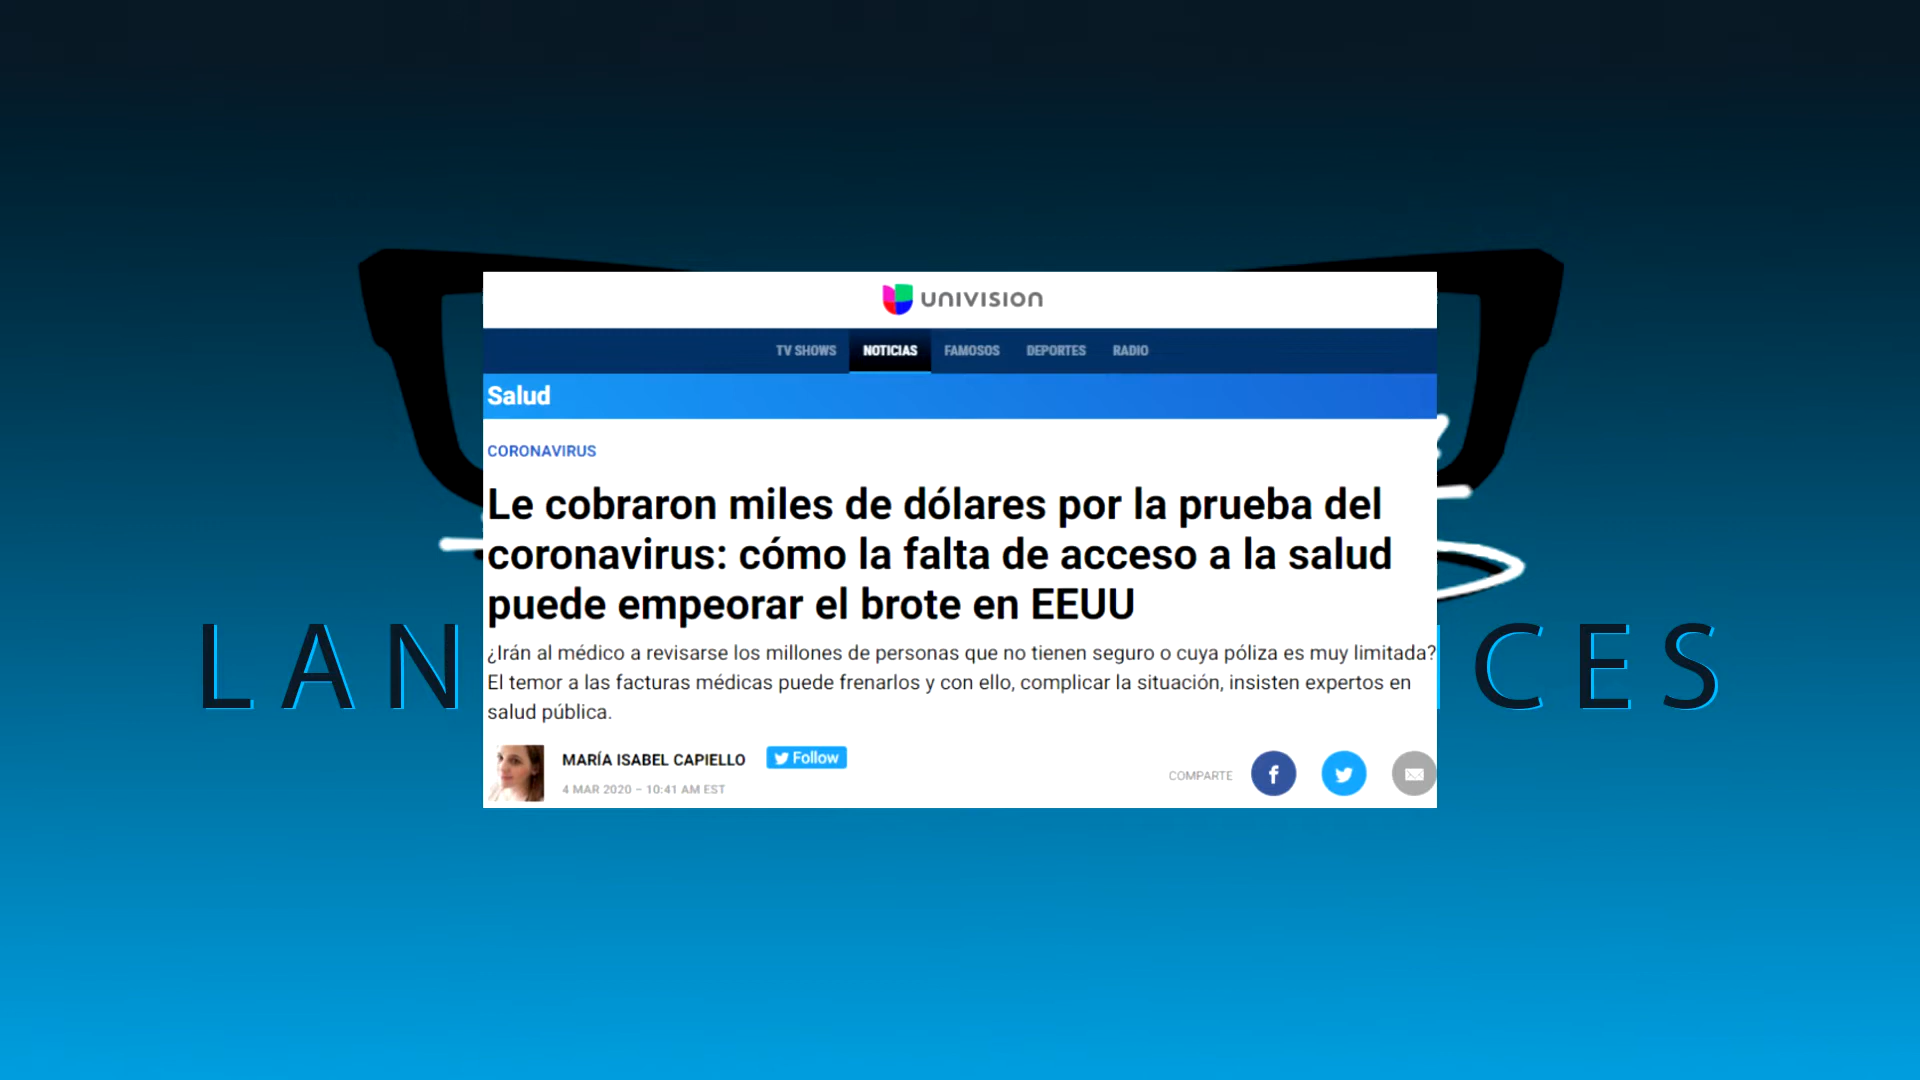 UNIVISION
TV SHOWS NOTICIAS FAMOSOS DEPORTES RADIO
Salud
CORONAVIRUS
Le cobraron miles de dólares por la prueba del
coronavirus: cómo la falta de acceso a la salud
puede empeorar el brote en EEUU
¿Irán al médico a revisarse los millones de personas que no tienen seguro o cuya póliza es muy limitada?
El temor a las facturas médicas puede frenarlos y con ello, complicar la situación, insisten expertos en
salud pública.
MARÍA ISABEL CAPIELLO Follow
4 MAR 2020 – 10:41 AM EST
COMPARTE